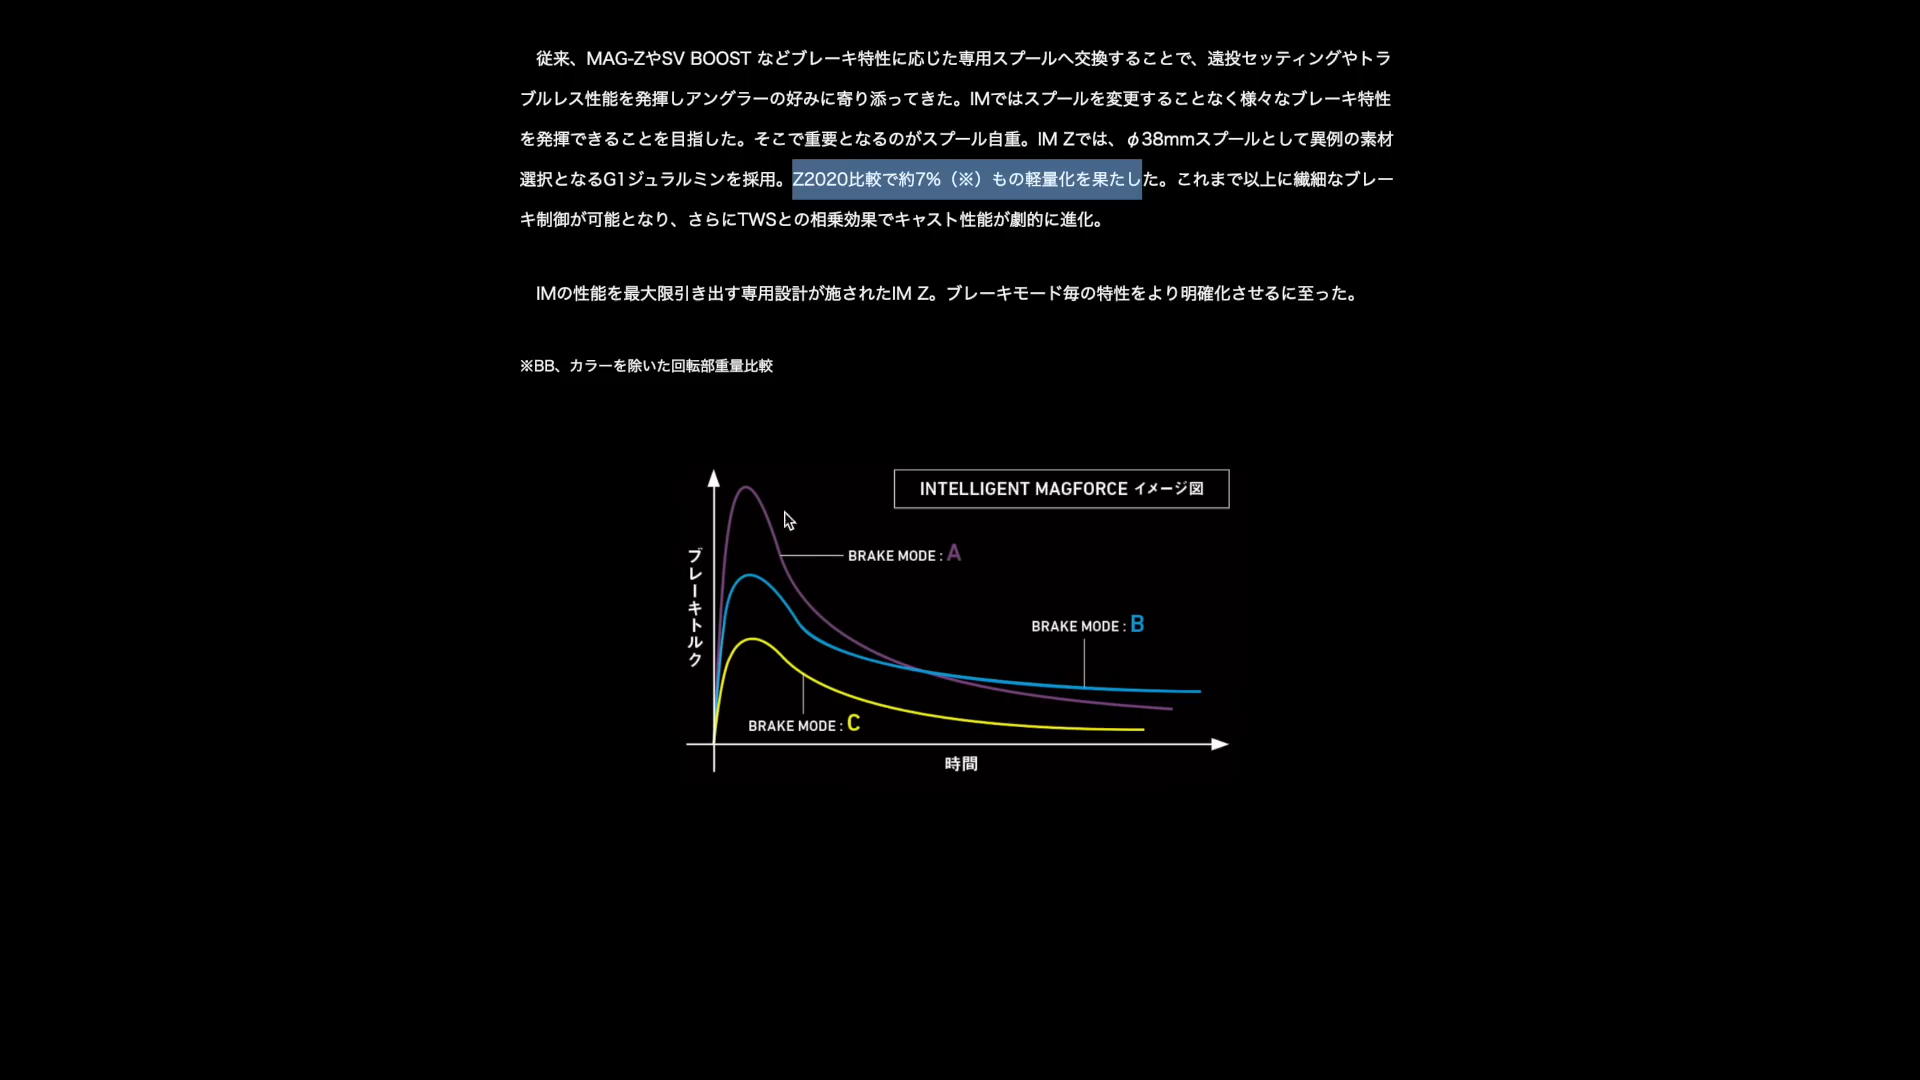 従来、MAG-ZやSV BOOST などブレーキ特性に応じた専用スプールへ交換することで、遠投セッティングやトラ
ブルレス性能を発揮しアングラーの好みに寄り添ってきた。IMではスプールを変更することなく様々なブレーキ特性
を発揮できることを目指した。そこで重要となるのがスプール自重。IM Zでは、φ38mmスプールとして異例の素材
選択となるG1ジュラルミンを採用。Z2020比較で約7%（※）もの軽量化を果たした。これまで以上に繊細なブレー
キ制御が可能となり、さらにTWSとの相乗効果でキャスト性能が劇的に進化。
IMの性能を最大限引き出す専用設計が施されたIM Z。ブレーキモード毎の特性をより明確化させるに至った。
※BB、カラーを除いた回転部重量比較
INTELLIGENT MAGFORCE イメージ図
ブレーキトルク
BRAKE MODE : A
BRAKE MODE : B
BRAKE MODE : C
時間